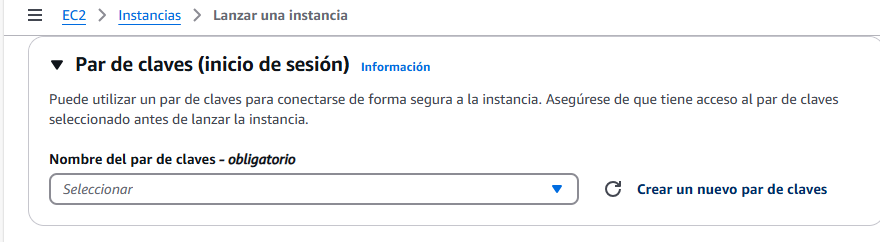 EC2 > Instancias > Lanzar una instancia
Par de claves (inicio de sesión) Información
Puede utilizar un par de claves para conectarse de forma segura a la instancia. Asegúrese de que tiene acceso al par de claves
seleccionado antes de lanzar la instancia.
Nombre del par de claves - obligatorio
Seleccionar
Crear un nuevo par de claves